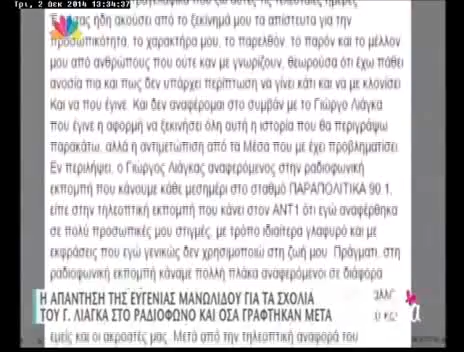 Τρι, 2 Δεκ 2014 13:34:37
Έχοντας ήδη ακούσει από το ξεκίνημά μου τα απίστευτα για την
προσωπικότητα, το χαρακτήρα μου, το παρελθόν, το παρόν και το μέλλον
μου από ανθρώπους που ούτε καν με γνωρίζουν, θεωρούσα ότι έχω πάθει
ανοσία πια και πως δεν υπάρχει περίπτωση να γίνει κάτι και να με κλονίσει
Και να που έγινε. Και δεν αναφέρομαι στο συμβάν με το Γιώργο Λιάγκα
που έγινε η αφορμή να ξεκινήσει όλη αυτή η ιστορία που θα περιγράψω
παρακάτω, αλλά η αντιμετώπιση από τα Μέσα που με έχει προβληματίσει
Εν περιλήψει, ο Γιώργος Λιάγκας αναφερόμενος στην ραδιοφωνική
εκπομπή που κάνουμε κάθε μεσημέρι στο σταθμό ΠΑΡΑΠΟΛΙΤΙΚΑ 90.1,
είπε στην τηλεοπτική εκπομπή που κάνει στον ΑΝΤ1 ότι εγώ αναφέρθηκα
σε πολύ προσωπικές μου στιγμές, με τρόπο ιδιαίτερα γλαφυρό και με
εκφράσεις που εγώ γενικώς δεν χρησιμοποιώ στη ζωή μου. Πράγματι, στη
ραδιοφωνική εκπομπή κάναμε πολλή πλάκα αναφερόμενοι σε διάφορα
Η ΑΠΑΝΤΗΣΗ ΤΗΣ ΕΥΓΕΝΙΑΣ ΜΑΝΩΛΙΔΟΥ ΓΙΑ ΤΑ ΣΧΟΛΙΑ
ΤΟΥ Γ. ΛΙΑΓΚΑ ΣΤΟ ΡΑΔΙΟΦΩΝΟ ΚΑΙ ΟΣΑ ΓΡΑΦΤΗΚΑΝ ΜΕΤΑ
εμείς και οι ακροατές μας. Μετά από την τηλεοπτική αναφορά του